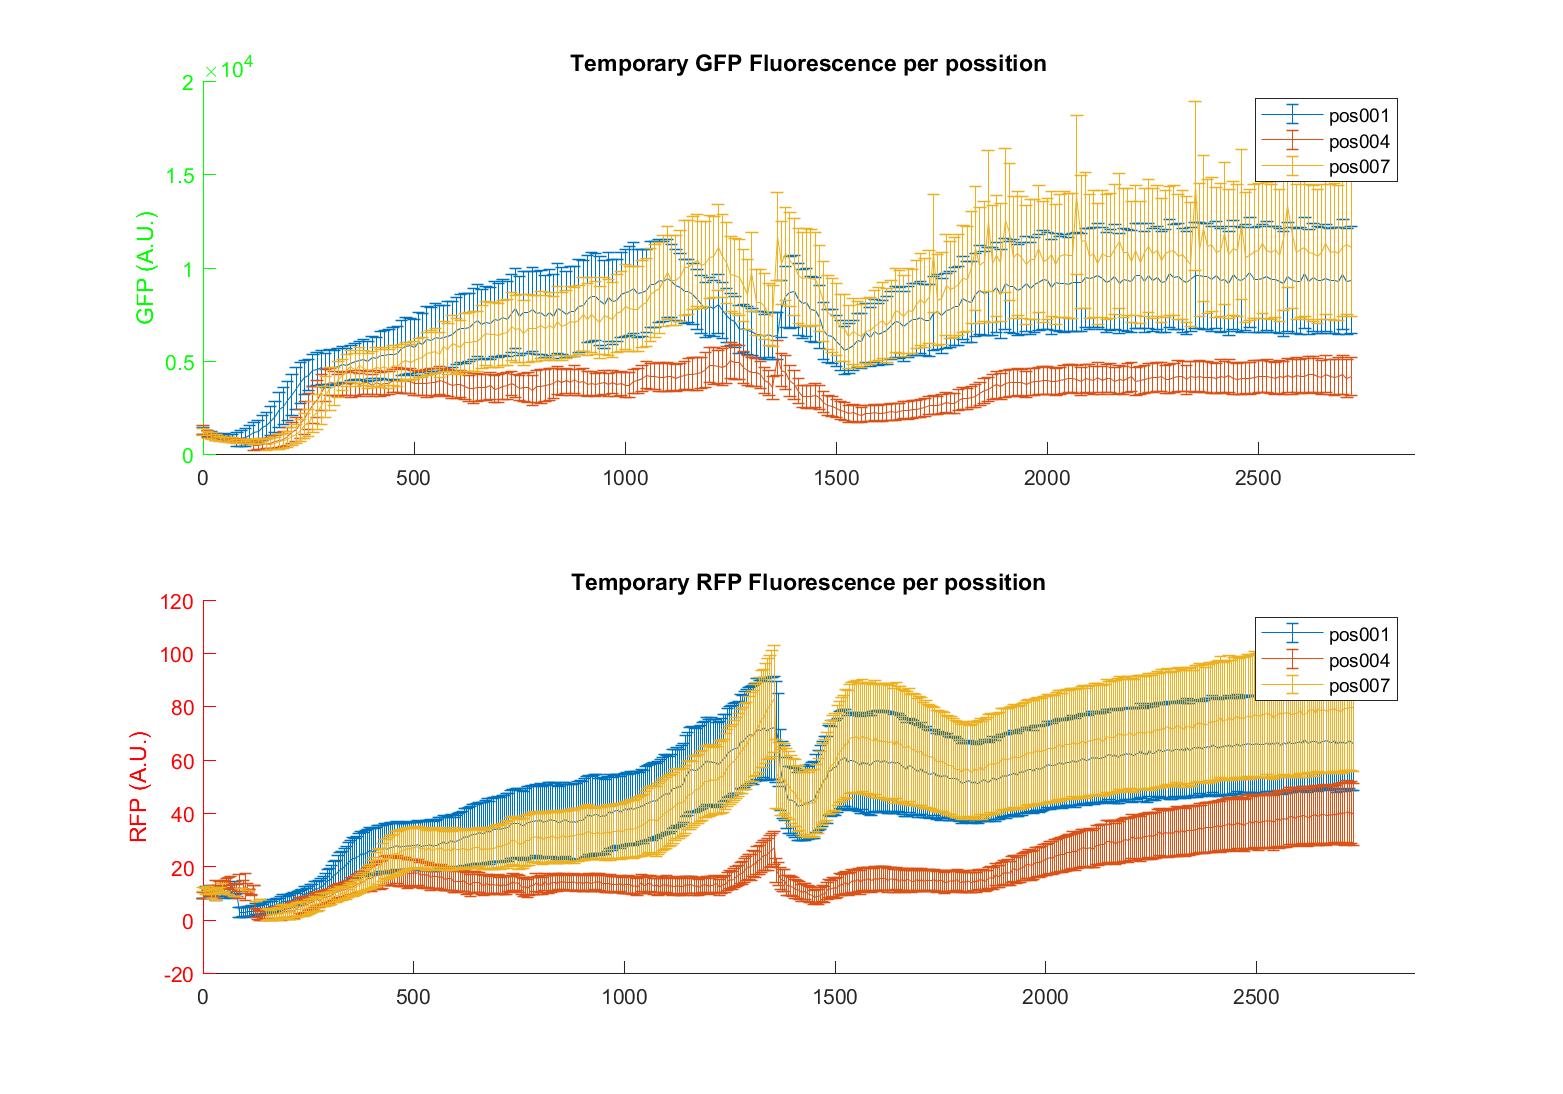 Temporary GFP Fluorescence per possition
×10^4
2
1.5
1
0.5
0
GFP (A.U.)
0 500 1000 1500 2000 2500
pos001
pos004
pos007
Temporary RFP Fluorescence per possition
120
100
80
60
40
20
0
-20
RFP (A.U.)
0 500 1000 1500 2000 2500
pos001
pos004
pos007